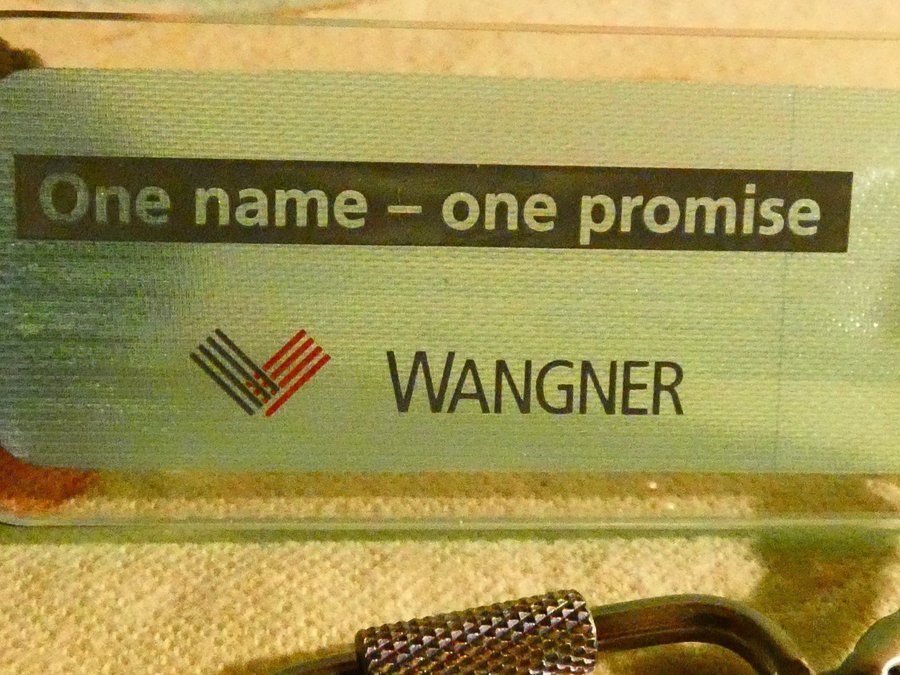 One name – one promise
WANGNER